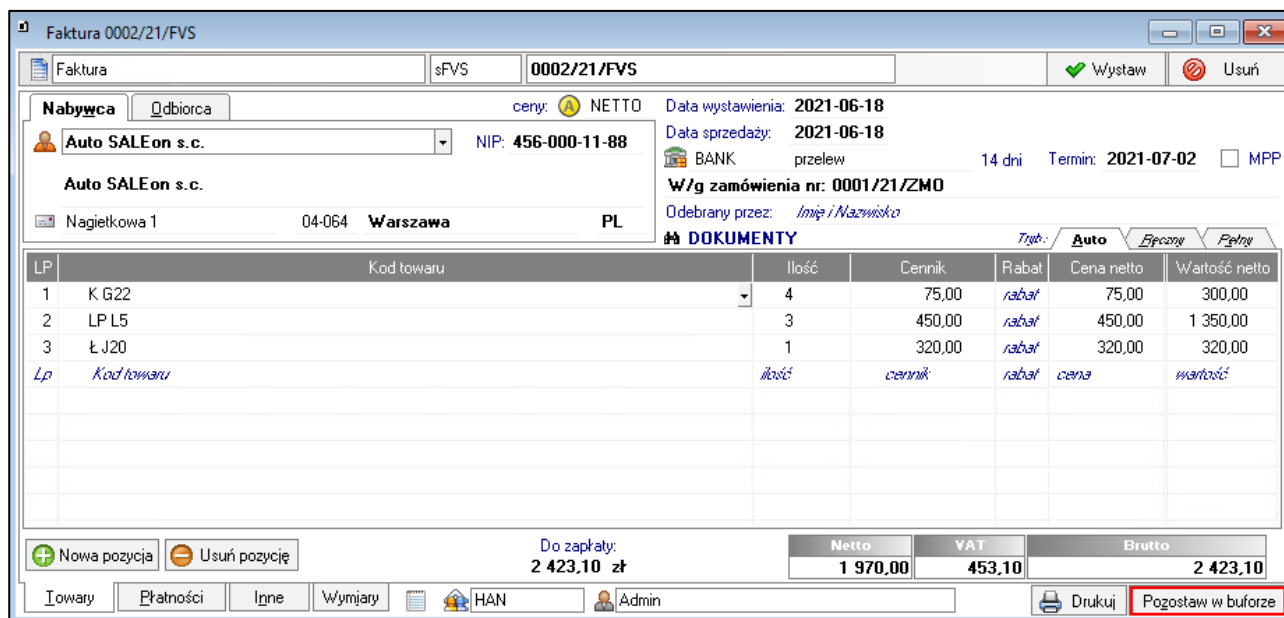 Faktura 0002/21/FVS
Faktura sFVS 0002/21/FVS Wystaw Usuń
Nabywca Odbiorca ceny: A NETTO Data wystawienia: 2021-06-18
Auto SALEon s.c. NIP: 456-000-11-88 Data sprzedaży: 2021-06-18
BANK przelew 14 dni Termin: 2021-07-02 MPP
Auto SALEon s.c. W/g zamówienia nr: 0001/21/ZMO
Nagietkowa 1 04-064 Warszawa PL Odebrany przez: Imię i Nazwisko
DOKUMENTY Tryb: Auto Ręczny Pełny
LP Kod towaru Ilość Cennik Rabat Cena netto Wartość netto
1 K G22 4 75,00 rabat 75,00 300,00
2 LP L5 3 450,00 rabat 450,00 1 350,00
3 Ł J20 1 320,00 rabat 320,00 320,00
Lp Kod towaru ilość cennik rabat cena wartość
Nowa pozycja Usuń pozycję Do zapłaty: Netto VAT Brutto
2 423,10 zł 1 970,00 453,10 2 423,10
Towary Płatności Inne Wymiary HAN Admin Drukuj Pozostaw w buforze